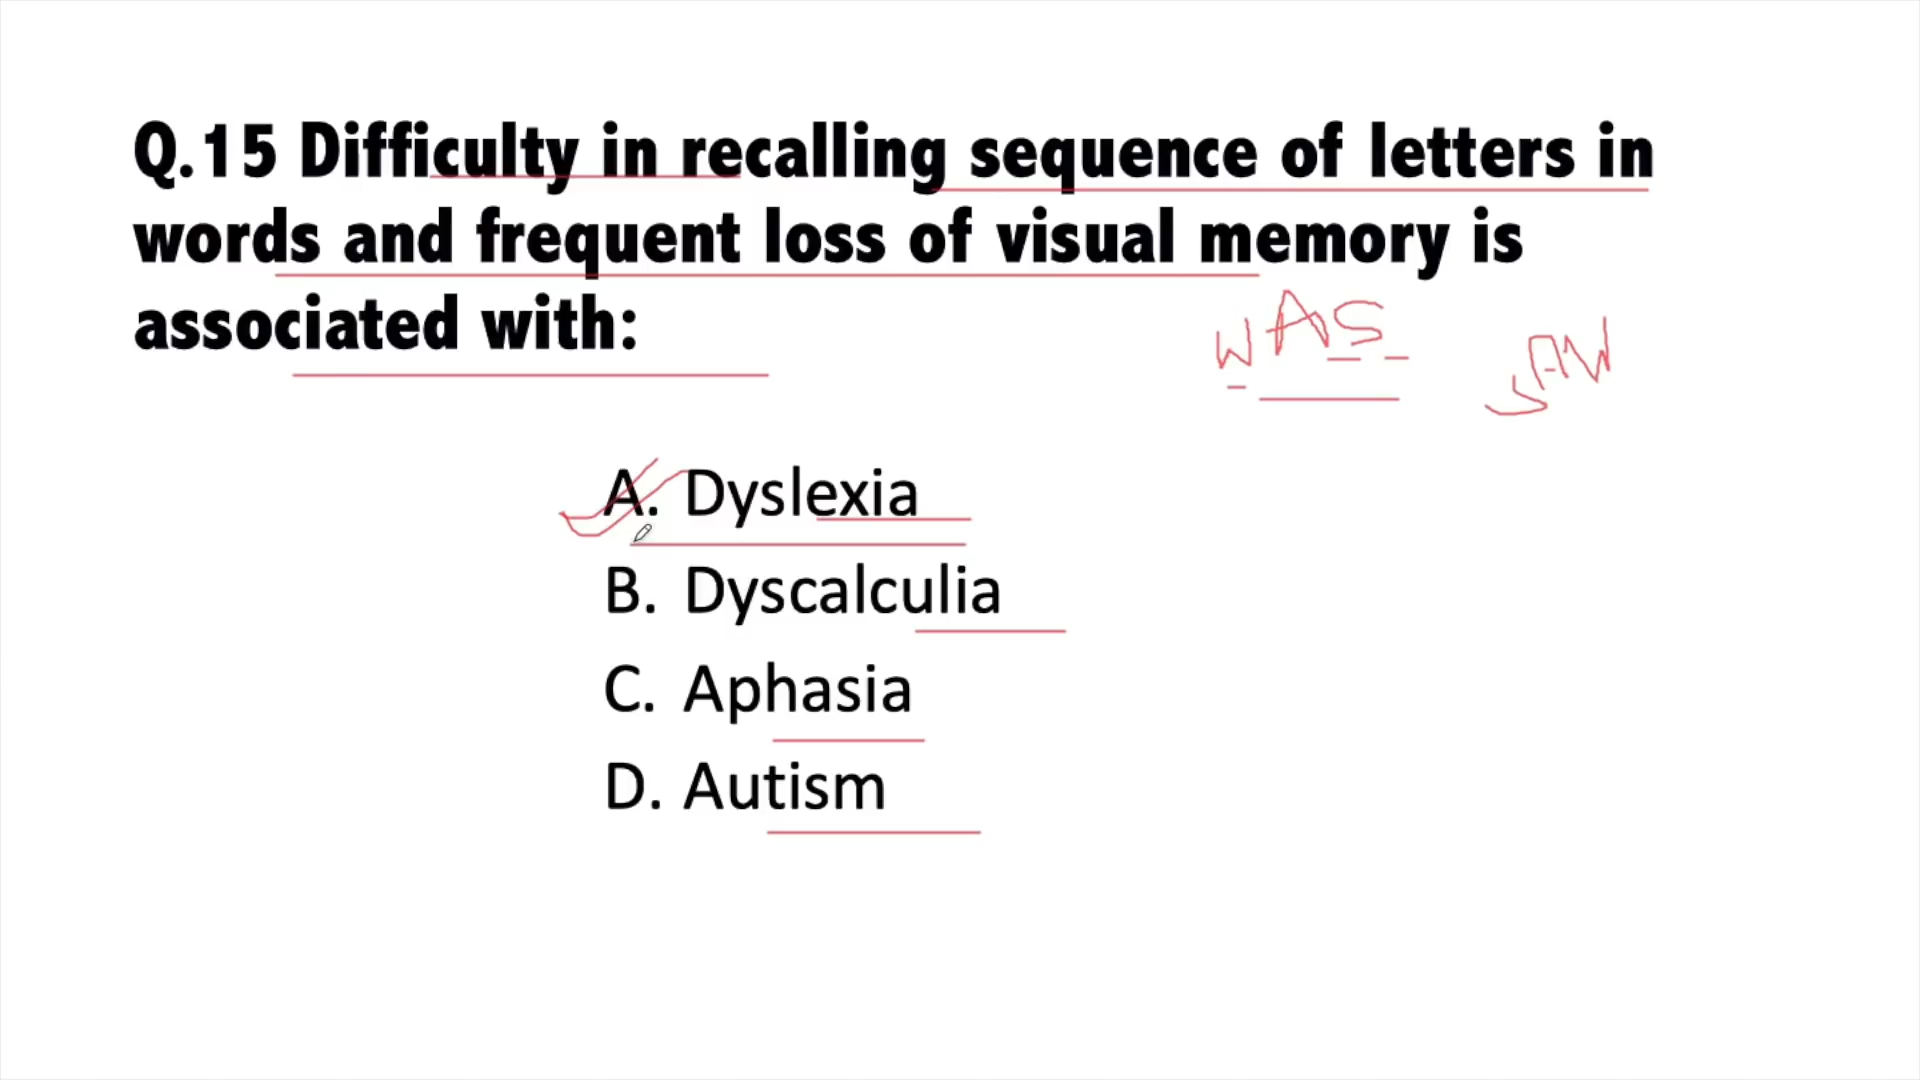 Q.15 Difficulty in recalling sequence of letters in
words and frequent loss of visual memory is
associated with:
WAS
SAW
A. Dyslexia
B. Dyscalculia
C. Aphasia
D. Autism